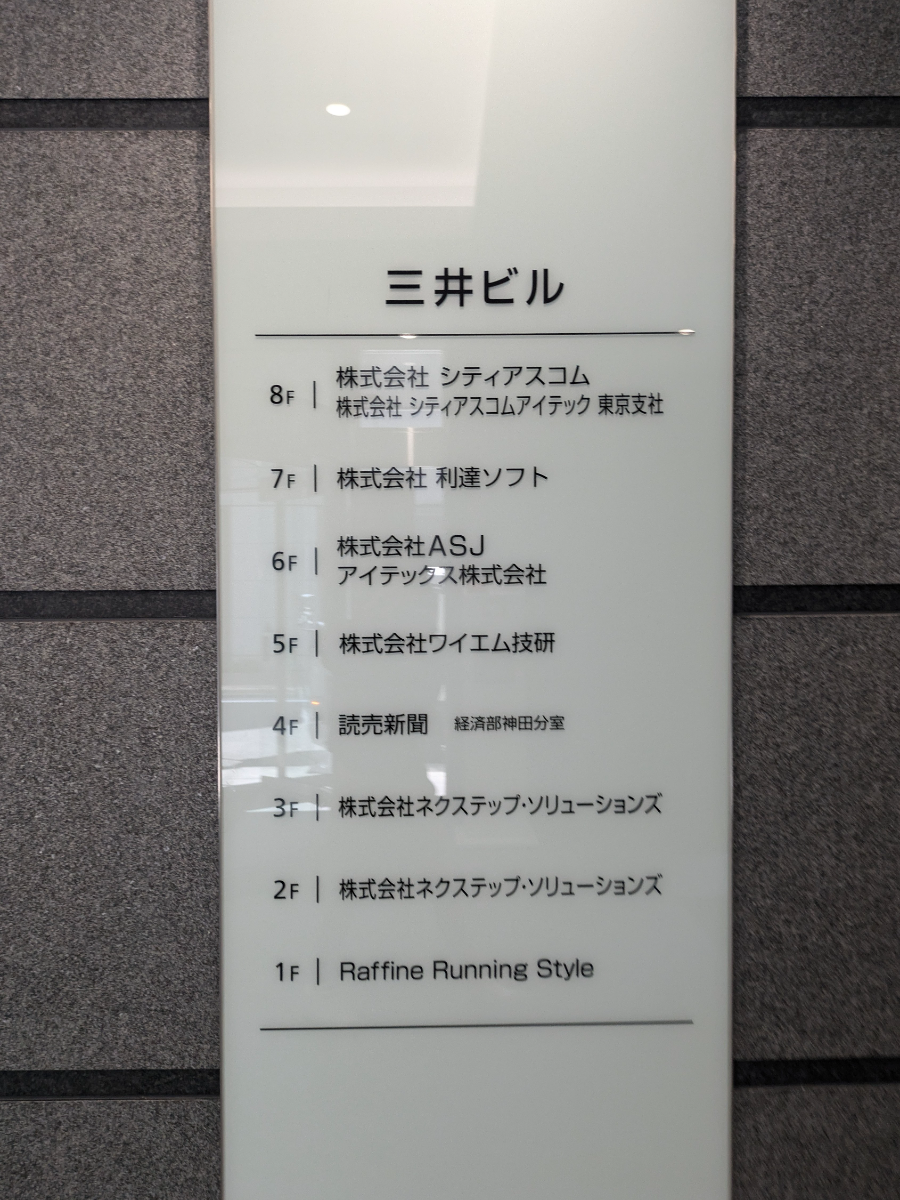 三井ビル
8F | 株式会社 シティアスコム
株式会社 シティアスコムアイテック 東京支社
7F | 株式会社 利達ソフト
6F | 株式会社ASJ
アイテックス株式会社
5F | 株式会社ワイエム技研
4F | 読売新聞 経済部神田分室
3F | 株式会社ネクステップ・ソリューションズ
2F | 株式会社ネクステップ・ソリューションズ
1F | Raffine Running Style